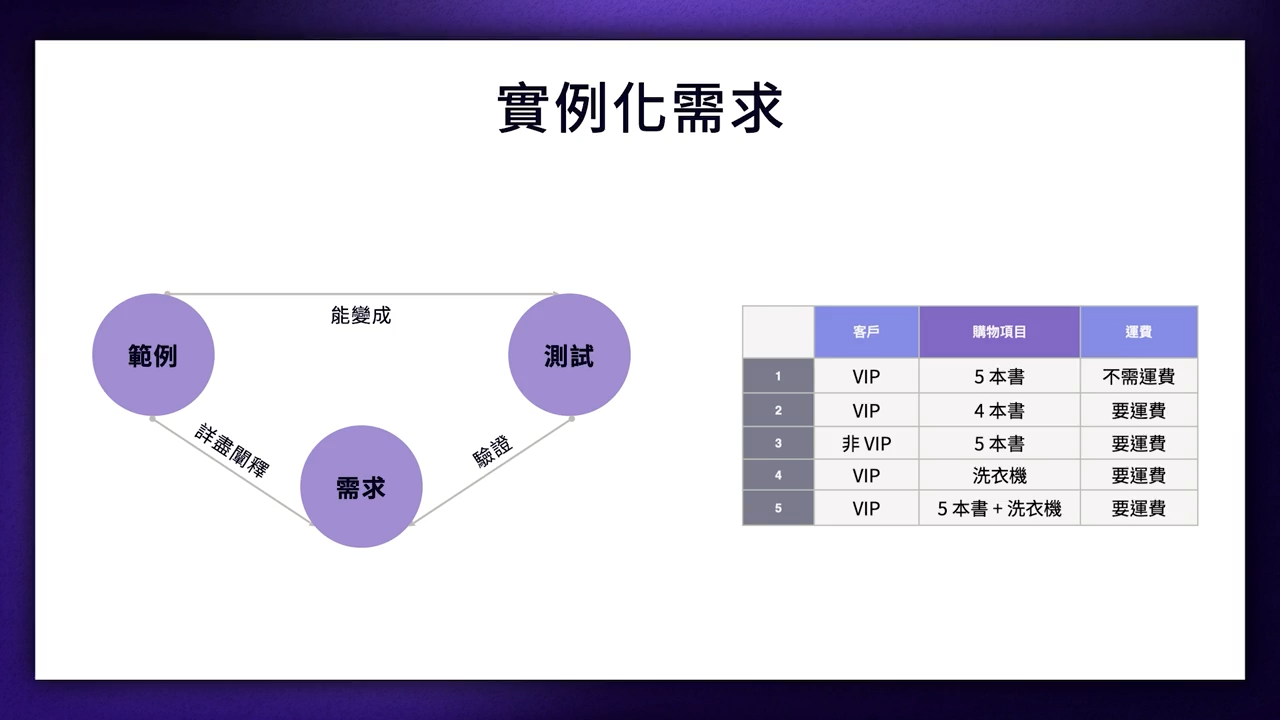 實例化需求
能變成
範例
測試
詳盡闡釋
驗證
需求
客戶 購物項目 運費
1 VIP 5 本書 不需運費
2 VIP 4 本書 要運費
3 非 VIP 5 本書 要運費
4 VIP 洗衣機 要運費
5 VIP 5 本書 + 洗衣機 要運費